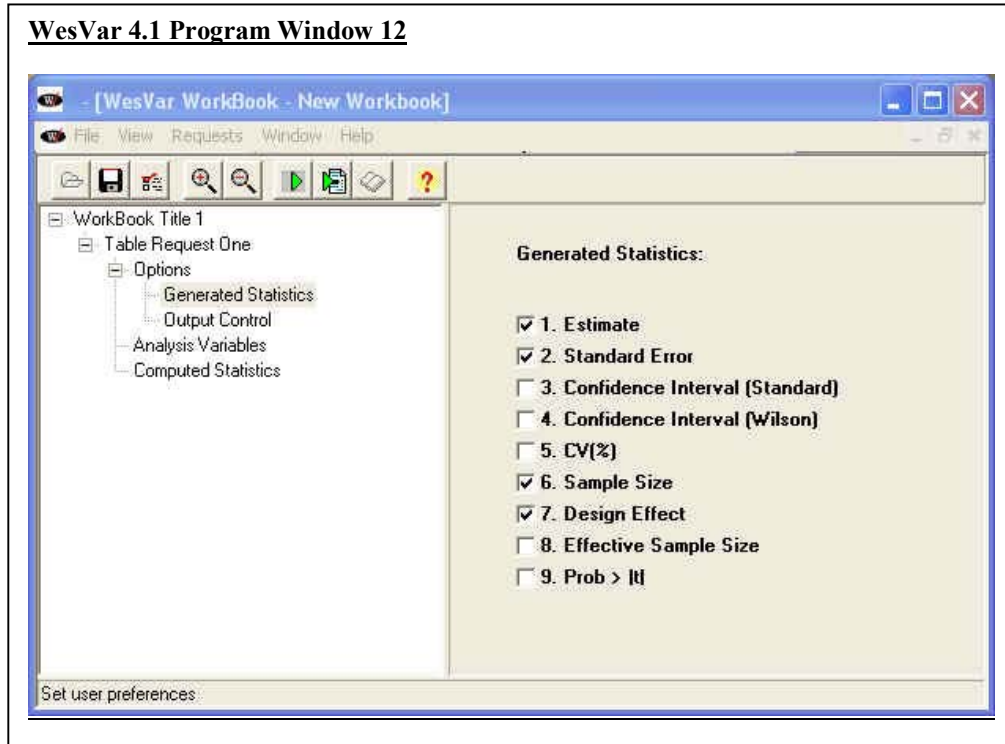 WesVar 4.1 Program Window 12
- [WesVar WorkBook - New Workbook]
File View Requests Window Help
WorkBook Title 1
Table Request One
Options
Generated Statistics
Output Control
Analysis Variables
Computed Statistics
Generated Statistics:
1. Estimate
2. Standard Error
3. Confidence Interval (Standard)
4. Confidence Interval (Wilson)
5. CV(%)
6. Sample Size
7. Design Effect
8. Effective Sample Size
9. Prob > |t|
Set user preferences